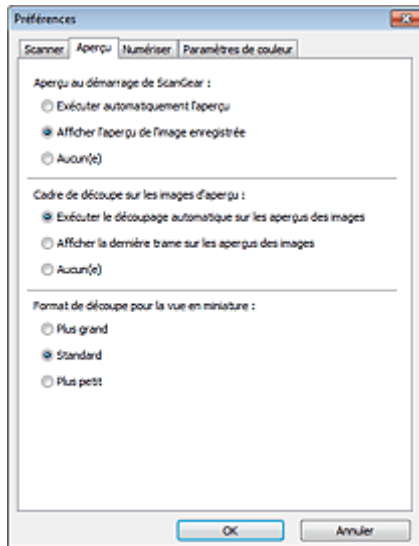 Préférences
Scanner Aperçu Numériser Paramètres de couleur
Aperçu au démarrage de ScanGear :
Exécuter automatiquement l'aperçu
Afficher l'aperçu de l'image enregistrée
Aucun(e)
Cadre de découpe sur les images d'aperçu :
Exécuter le découpage automatique sur les aperçus des images
Afficher la dernière trame sur les aperçus des images
Aucun(e)
Format de découpe pour la vue en miniature :
Plus grand
Standard
Plus petit
OK Annuler